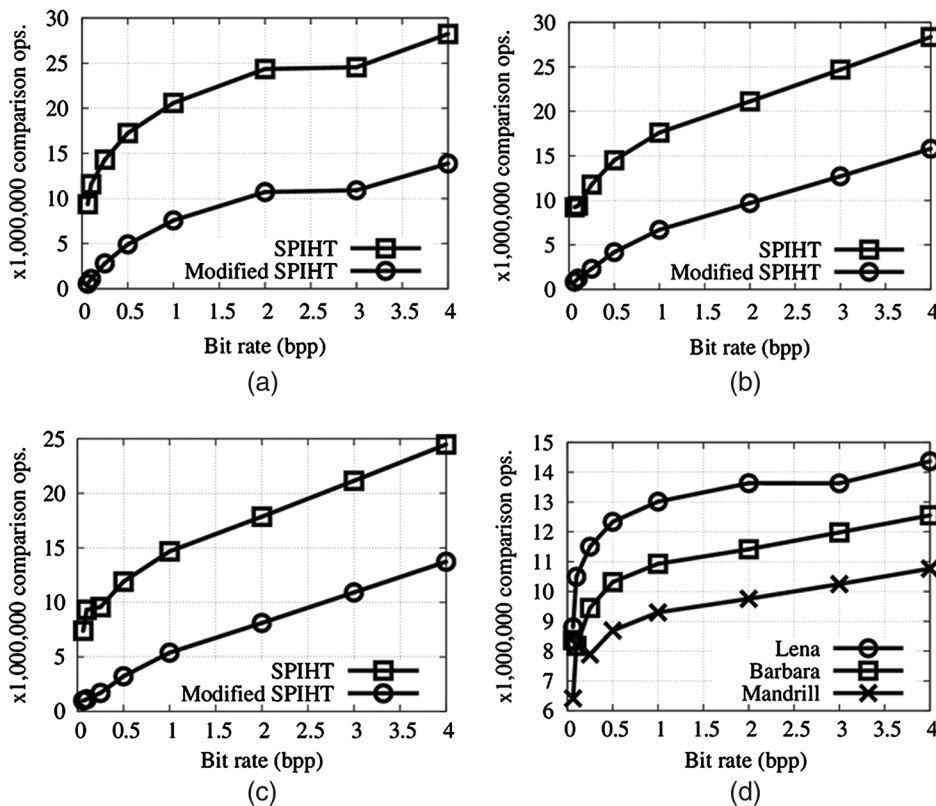 x1,000,000 comparison ops.
30
25
20
15
10
5
0
SPIHT
Modified SPIHT
0 0.5 1 1.5 2 2.5 3 3.5 4
Bit rate (bpp)
(a)
x1,000,000 comparison ops.
30
25
20
15
10
5
0
SPIHT
Modified SPIHT
0 0.5 1 1.5 2 2.5 3 3.5 4
Bit rate (bpp)
(b)
x1,000,000 comparison ops.
25
20
15
10
5
0
SPIHT
Modified SPIHT
0 0.5 1 1.5 2 2.5 3 3.5 4
Bit rate (bpp)
(c)
x1,000,000 comparison ops.
15
14
13
12
11
10
9
8
7
6
Lena
Barbara
Mandrill
0 0.5 1 1.5 2 2.5 3 3.5 4
Bit rate (bpp)
(d)